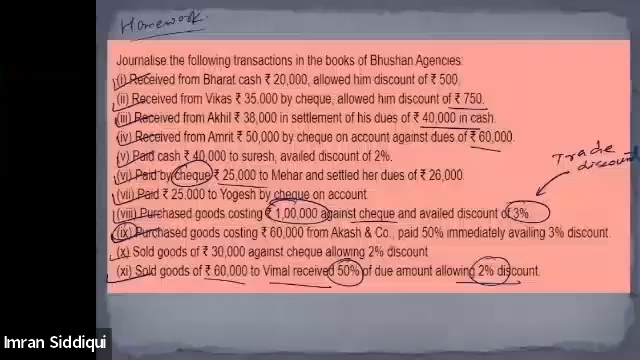 Homework.
Journalise the following transactions in the books of Bhushan Agencies:
(i) Received from Bharat cash ₹ 20,000, allowed him discount of ₹ 500.
(ii) Received from Vikas ₹ 35,000 by cheque, allowed him discount of ₹ 750.
(iii) Received from Akhil ₹ 38,000 in settlement of his dues of ₹ 40,000 in cash.
(iv) Received from Amrit ₹ 50,000 by cheque on account against dues of ₹ 60,000.
(v) Paid cash ₹ 40,000 to suresh, availed discount of 2%.
(vi) Paid by cheque ₹ 25,000 to Mehar and settled her dues of ₹ 26,000.
(vii) Paid ₹ 25,000 to Yogesh by cheque on account
(viii) Purchased goods costing ₹ 1,00,000 against cheque and availed discount of 3%
Trade discount
(ix) Purchased goods costing ₹ 60,000 from Akash & Co., paid 50% immediately availing 3% discount.
(x) Sold goods of ₹ 30,000 against cheque allowing 2% discount
(xi) Sold goods of ₹ 60,000 to Vimal received 50% of due amount allowing 2% discount.
Imran Siddiqui